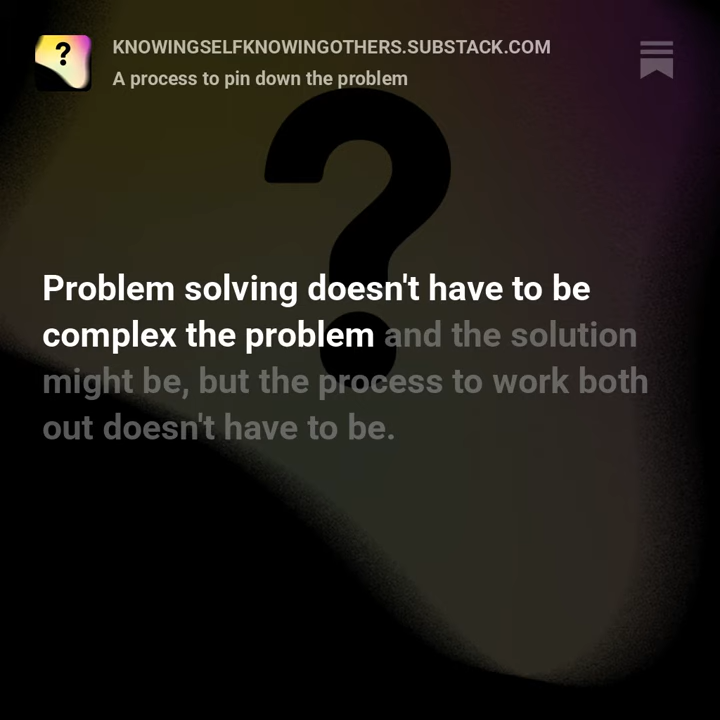 ?
KNOWINGSELFKNOWINGOTHERS.SUBSTACK.COM
A process to pin down the problem
?
Problem solving doesn't have to be
complex the problem and the solution
might be, but the process to work both
out doesn't have to be.